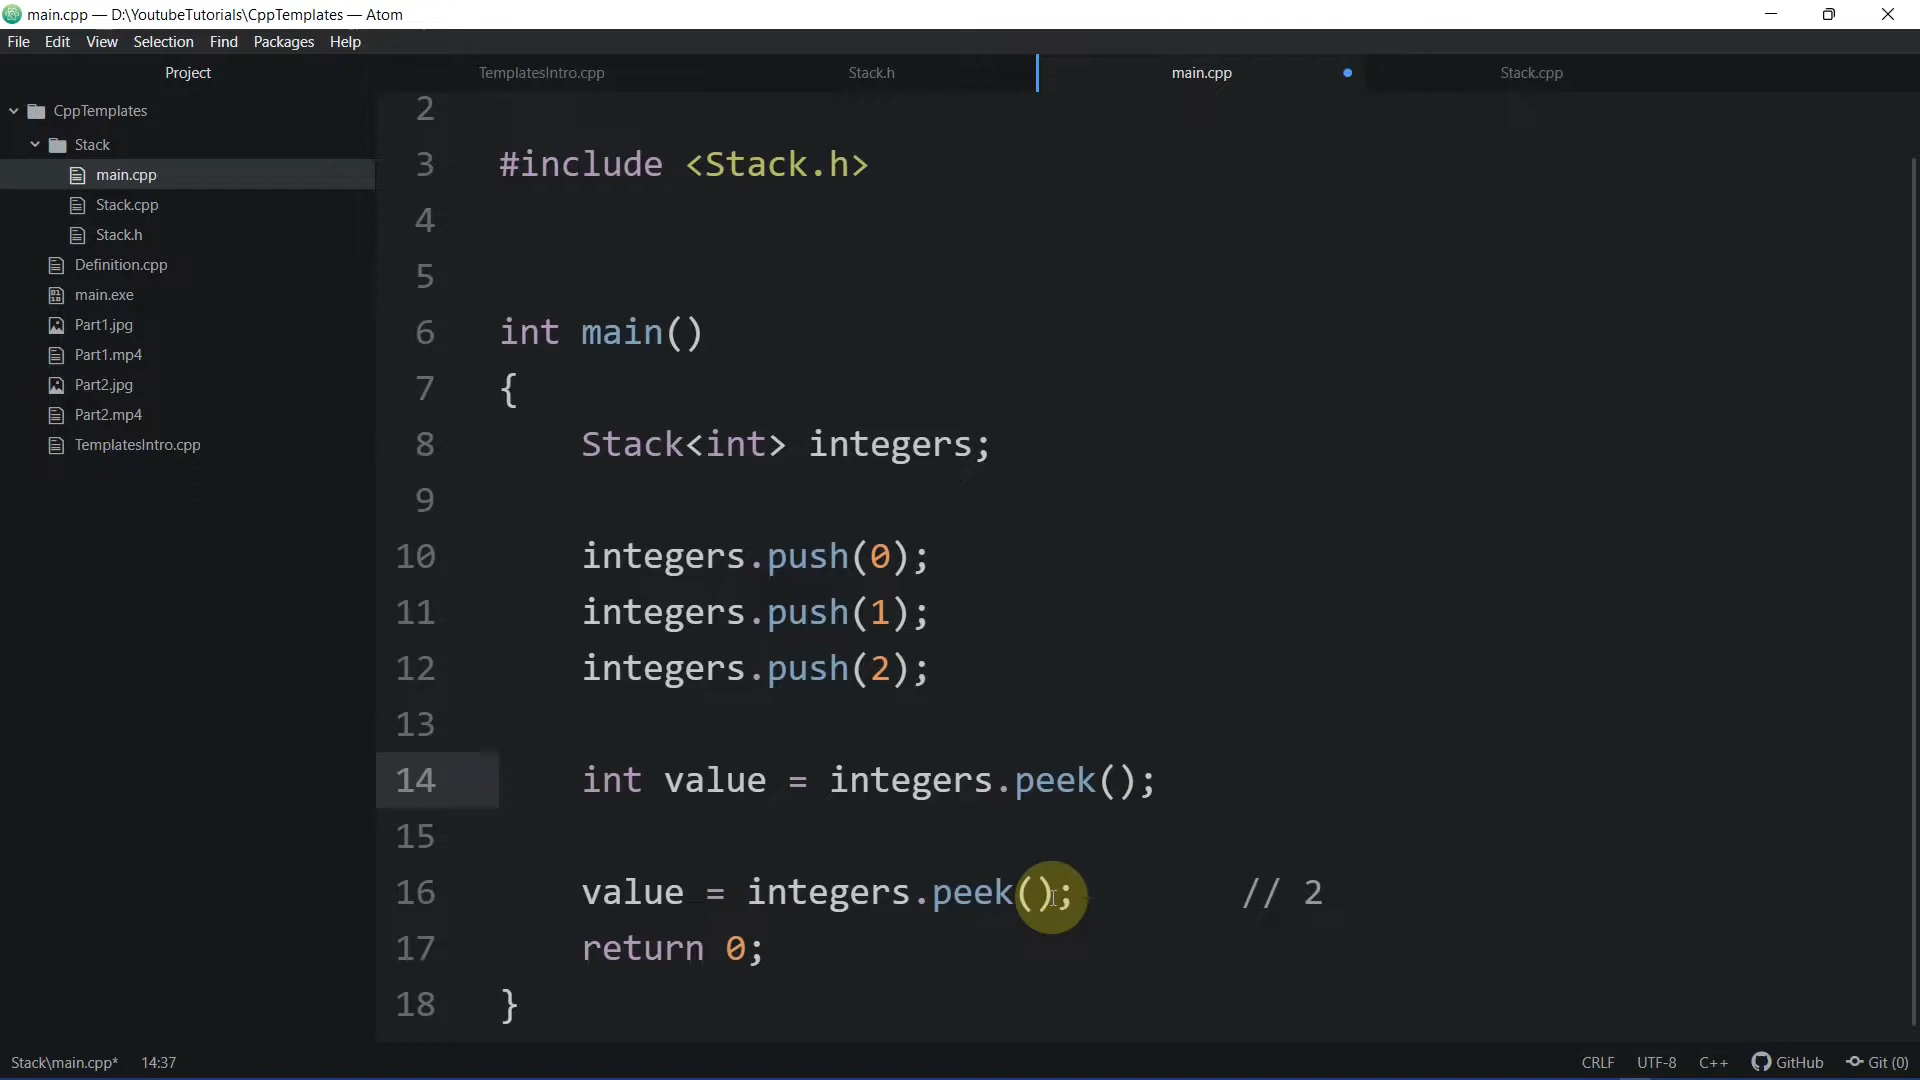 main.cpp — D:\YoutubeTutorials\CppTemplates — Atom
File Edit View Selection Find Packages Help
Project
TemplatesIntro.cpp Stack.h main.cpp Stack.cpp
CppTemplates
Stack
main.cpp
Stack.cpp
Stack.h
Definition.cpp
main.exe
Part1.jpg
Part1.mp4
Part2.jpg
Part2.mp4
TemplatesIntro.cpp
2
3 #include <Stack.h>
4
5
6 int main()
7 {
8 Stack<int> integers;
9
10 integers.push(0);
11 integers.push(1);
12 integers.push(2);
13
14 int value = integers.peek();
15
16 value = integers.peek(); // 2
17 return 0;
18 }
Stack\main.cpp* 14:37 CRLF UTF-8 C++ GitHub Git (0)